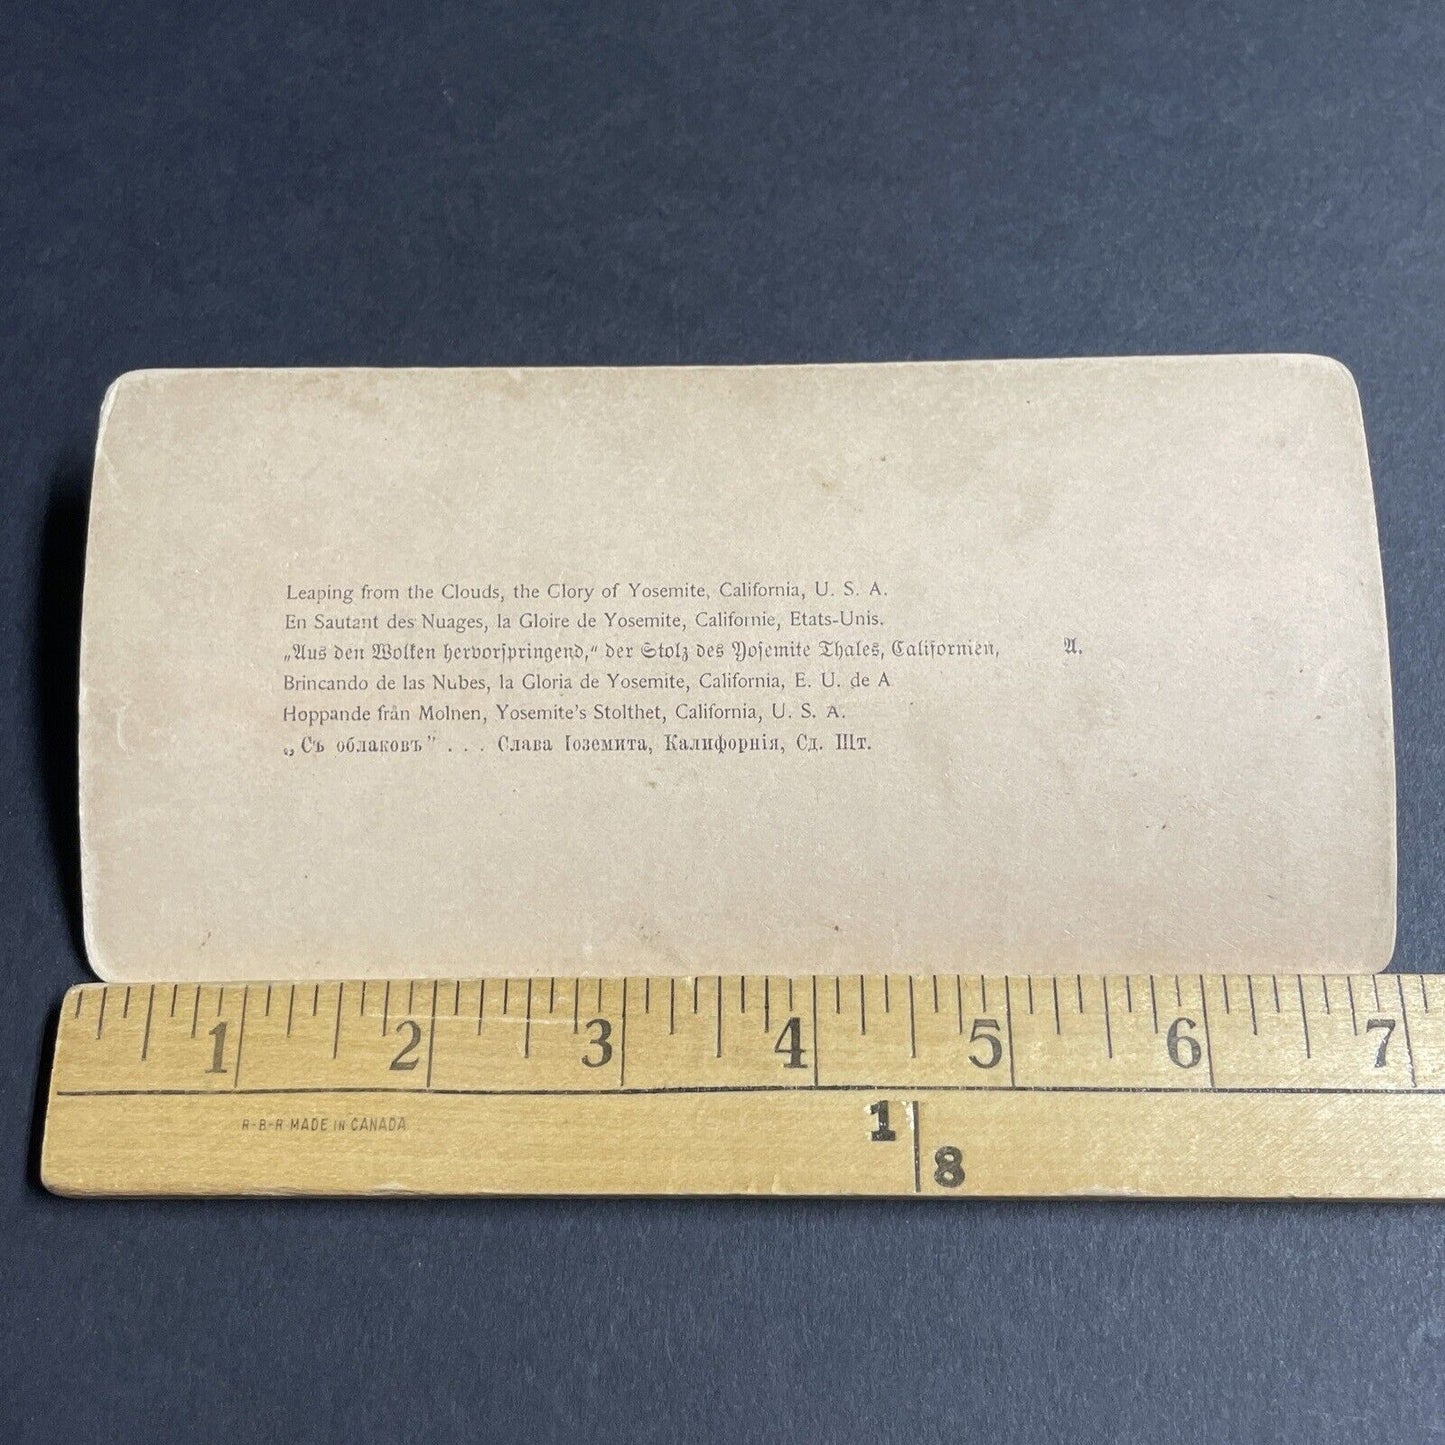 Leaping from the Clouds, the Glory of Yosemite, California, U. S. A.
En Sautant des Nuages, la Gloire de Yosemite, Californie, Etats-Unis.
„Aus den Wolken hervorspringend,“ der Stolz des Yosemite Thales, Californien, A.
Brincando de las Nubes, la Gloria de Yosemite, California, E. U. de A
Hoppande från Molnen, Yosemite's Stolthet, California, U. S. A.
„Съ облаковъ” . . . Слава Іоземита, Калифорнія, Сд. Шт.
1 2 3 4 5 6 7
R-B-R MADE IN CANADA
1 8